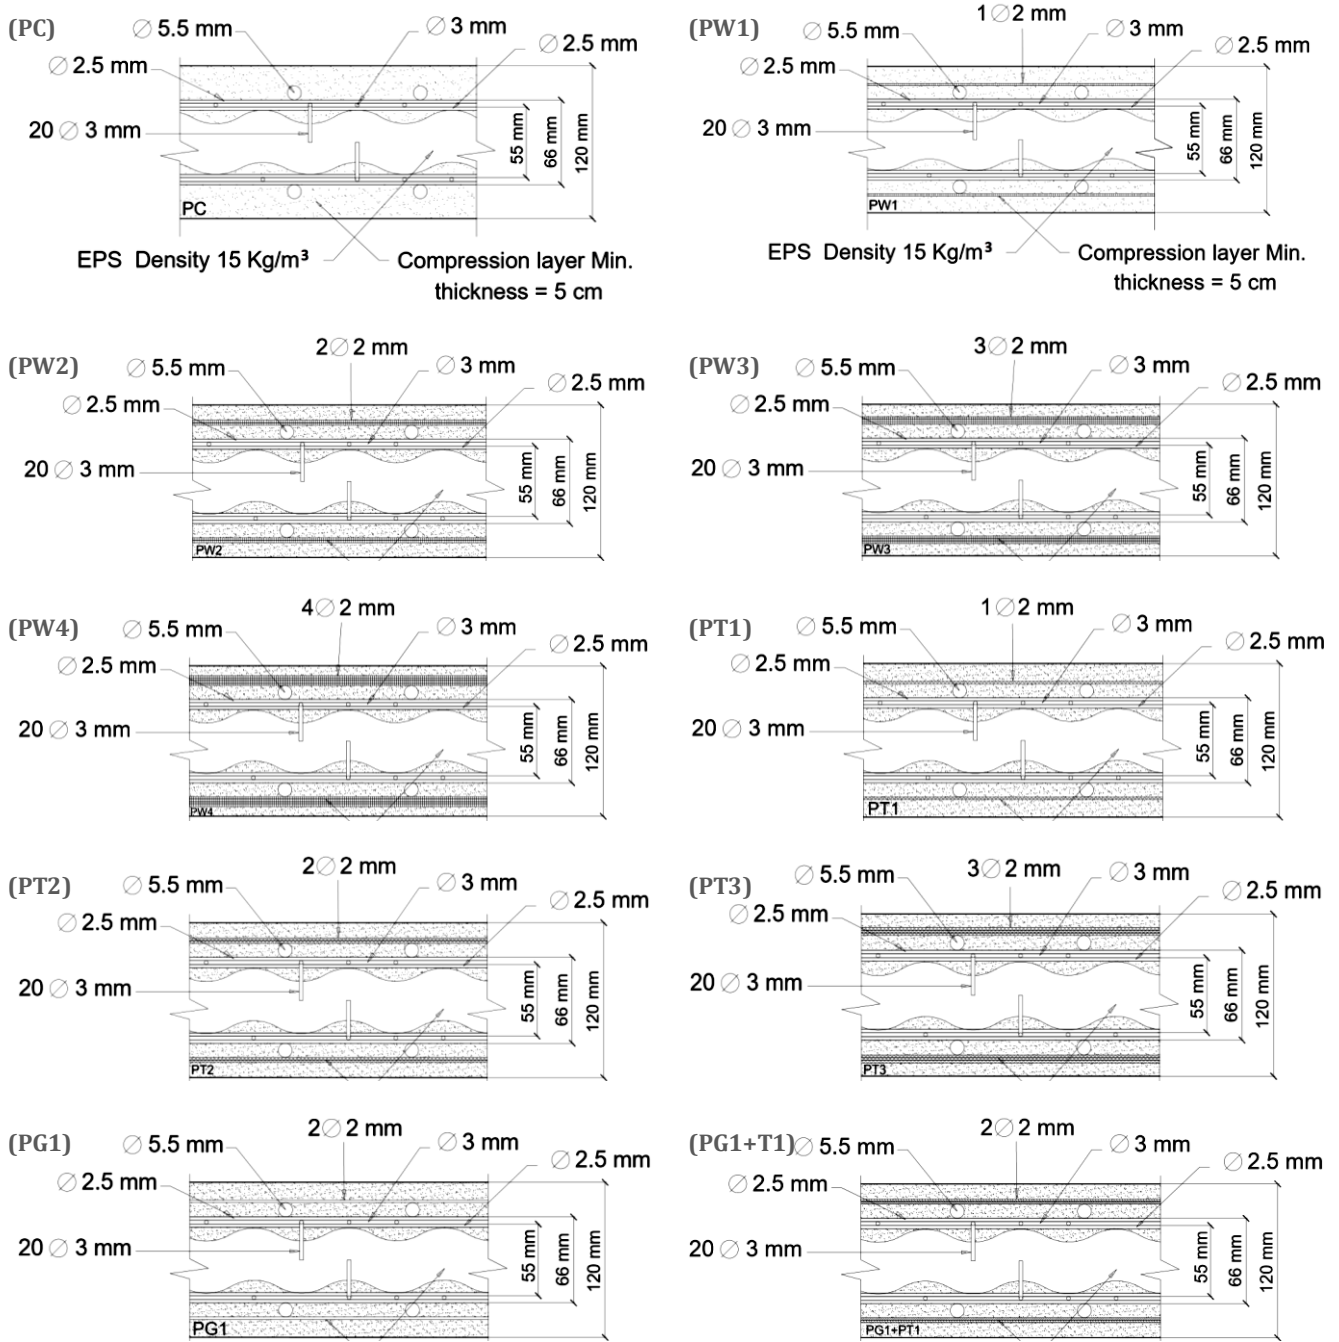 (PC)
∅ 5.5 mm
∅ 3 mm
∅ 2.5 mm
∅ 2.5 mm
20 ∅ 3 mm
55 mm
66 mm
120 mm
PC
EPS Density 15 Kg/m³
Compression layer Min.
thickness = 5 cm
(PW1)
1 ∅ 2 mm
∅ 5.5 mm
∅ 3 mm
∅ 2.5 mm
∅ 2.5 mm
20 ∅ 3 mm
55 mm
66 mm
120 mm
PW1
EPS Density 15 Kg/m³
Compression layer Min.
thickness = 5 cm
(PW2)
2 ∅ 2 mm
∅ 5.5 mm
∅ 3 mm
∅ 2.5 mm
∅ 2.5 mm
20 ∅ 3 mm
55 mm
66 mm
120 mm
PW2
(PW3)
3 ∅ 2 mm
∅ 5.5 mm
∅ 3 mm
∅ 2.5 mm
∅ 2.5 mm
20 ∅ 3 mm
55 mm
66 mm
120 mm
PW3
(PW4)
4 ∅ 2 mm
∅ 5.5 mm
∅ 3 mm
∅ 2.5 mm
∅ 2.5 mm
20 ∅ 3 mm
55 mm
66 mm
120 mm
PW4
(PT1)
1 ∅ 2 mm
∅ 5.5 mm
∅ 3 mm
∅ 2.5 mm
∅ 2.5 mm
20 ∅ 3 mm
55 mm
66 mm
120 mm
PT1
(PT2)
2 ∅ 2 mm
∅ 5.5 mm
∅ 3 mm
∅ 2.5 mm
∅ 2.5 mm
20 ∅ 3 mm
55 mm
66 mm
120 mm
PT2
(PT3)
3 ∅ 2 mm
∅ 5.5 mm
∅ 3 mm
∅ 2.5 mm
∅ 2.5 mm
20 ∅ 3 mm
55 mm
66 mm
120 mm
PT3
(PG1)
2 ∅ 2 mm
∅ 5.5 mm
∅ 3 mm
∅ 2.5 mm
∅ 2.5 mm
20 ∅ 3 mm
55 mm
66 mm
120 mm
PG1
(PG1+T1)
2 ∅ 2 mm
∅ 5.5 mm
∅ 3 mm
∅ 2.5 mm
∅ 2.5 mm
20 ∅ 3 mm
55 mm
66 mm
120 mm
PG1+PT1